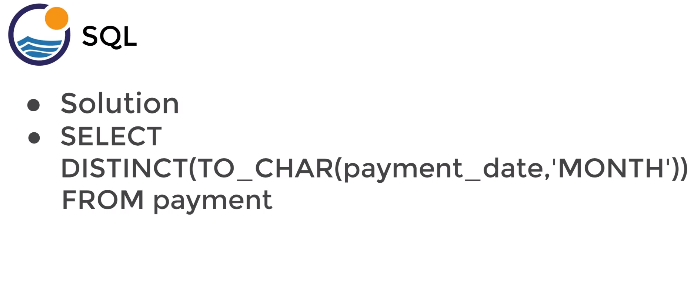 SQL
● Solution
● SELECT
DISTINCT(TO_CHAR(payment_date,'MONTH'))
FROM payment